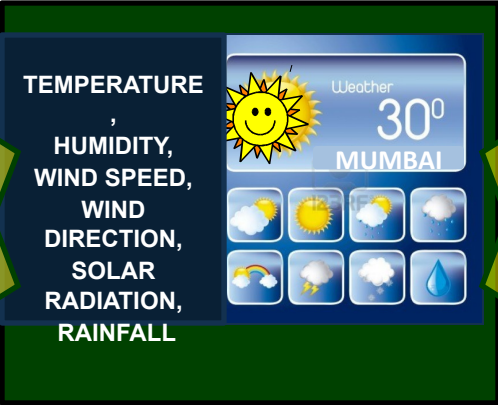 TEMPERATURE
,
HUMIDITY,
WIND SPEED,
WIND
DIRECTION,
SOLAR
RADIATION,
RAINFALL
Weather
30⁰
MUMBAI